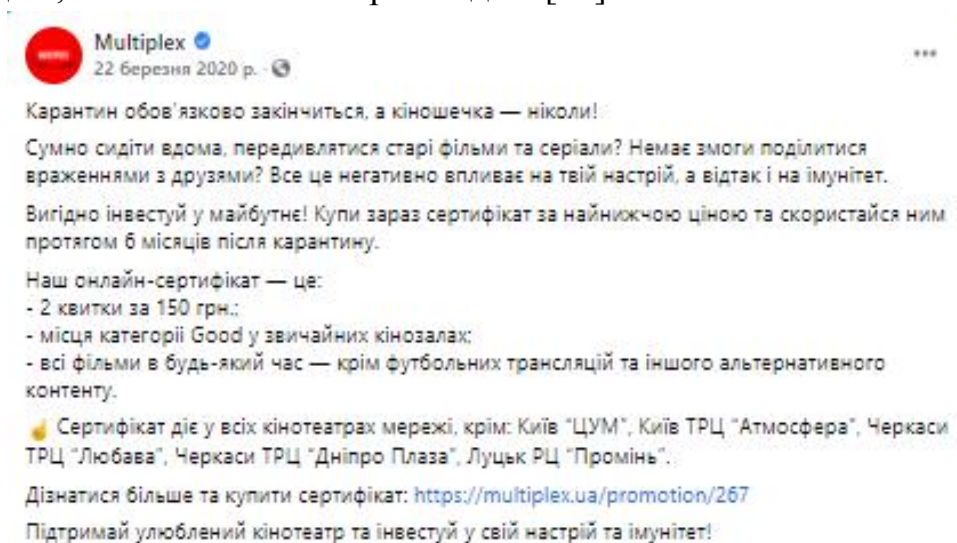 Multiplex
22 березня 2020 р.
Карантин обов'язково закінчиться, а кіношечка — ніколи!
Сумно сидіти вдома, передивлятися старі фільми та серіали? Немає змоги поділитися
враженнями з друзями? Все це негативно впливає на твій настрій, а відтак і на імунітет.
Вигідно інвестуй у майбутнє! Купи зараз сертифікат за найнижчою ціною та скористайся ним
протягом 6 місяців після карантину.
Наш онлайн-сертифікат — це:
- 2 квитки за 150 грн.;
- місця категорії Good у звичайних кінозалах;
- всі фільми в будь-який час — крім футбольних трансляцій та іншого альтернативного
контенту.
☝ Сертифікат діє у всіх кінотеатрах мережі, крім: Київ "ЦУМ", Київ ТРЦ "Атмосфера", Черкаси
ТРЦ "Любава", Черкаси ТРЦ "Дніпро Плаза", Луцьк РЦ "Промінь".
Дізнатися більше та купити сертифікат: https://multiplex.ua/promotion/267
Підтримай улюблений кінотеатр та інвестуй у свій настрій та імунітет!